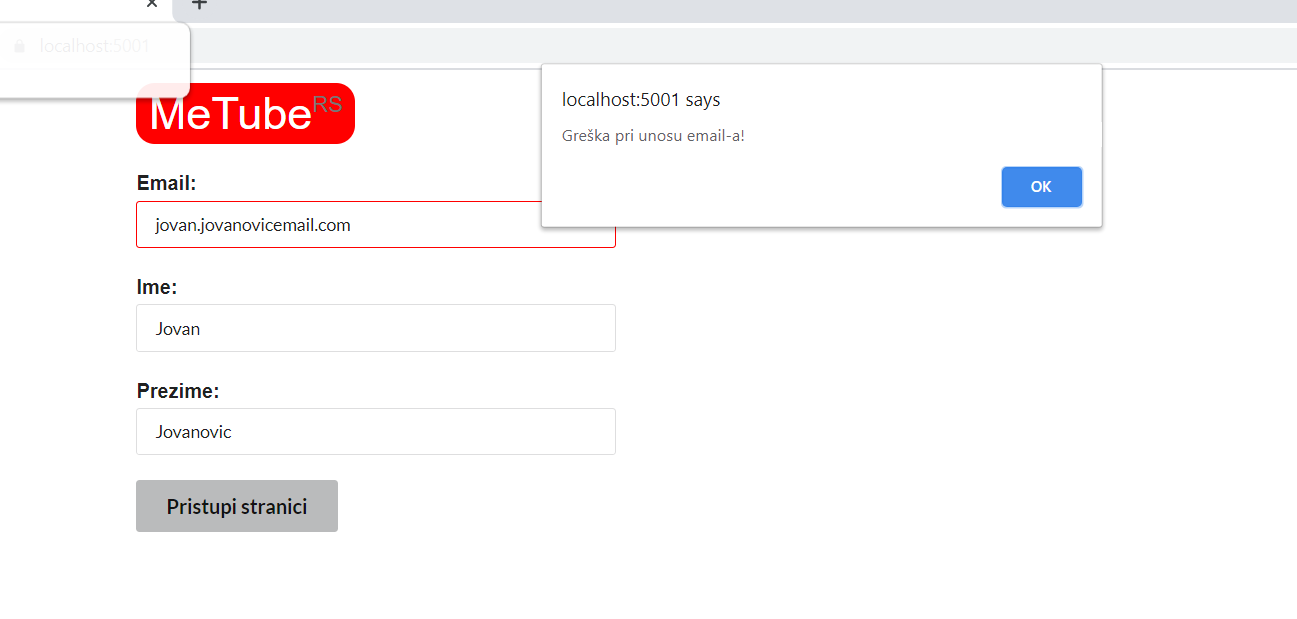 localhost:5001
localhost:5001 says
Greška pri unosu email-a!
OK
MeTubeRS
Email:
jovan.jovanovicemail.com
Ime:
Jovan
Prezime:
Jovanovic
Pristupi stranici